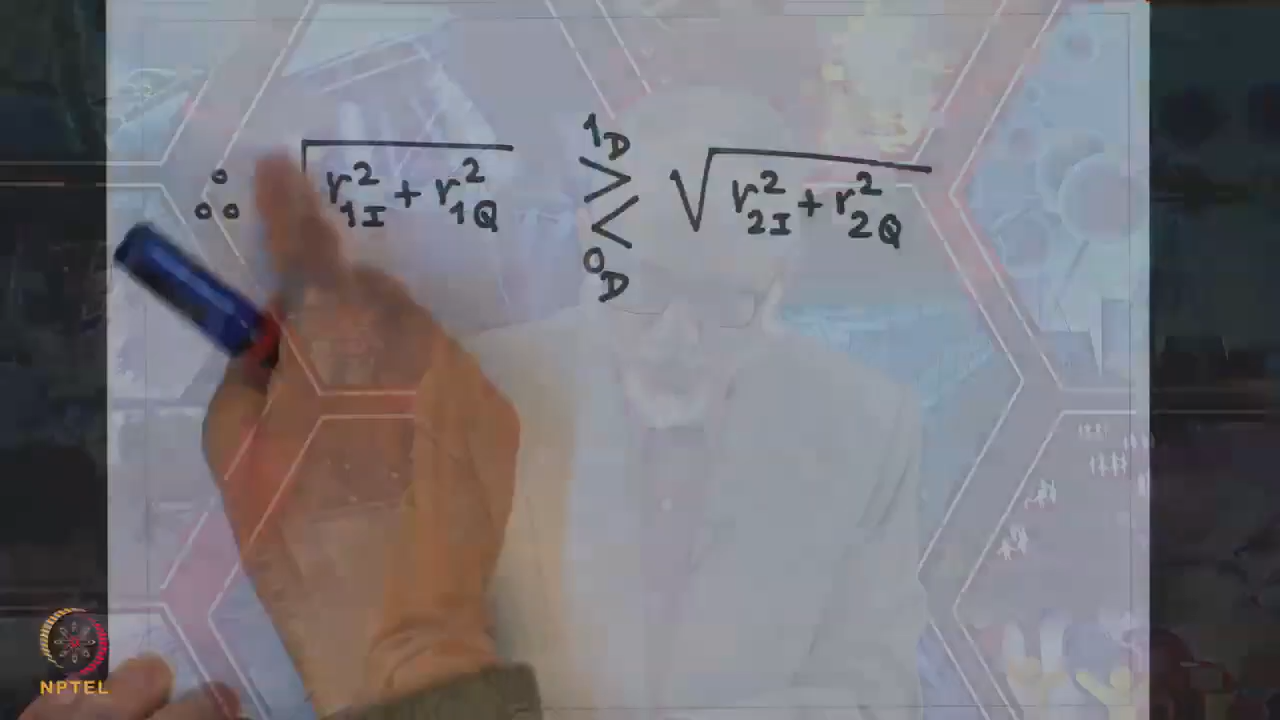 ∴ √(r²₁I + r²₁Q) ≷ √(r²₂I + r²₂Q)
1D
0D
NPTEL